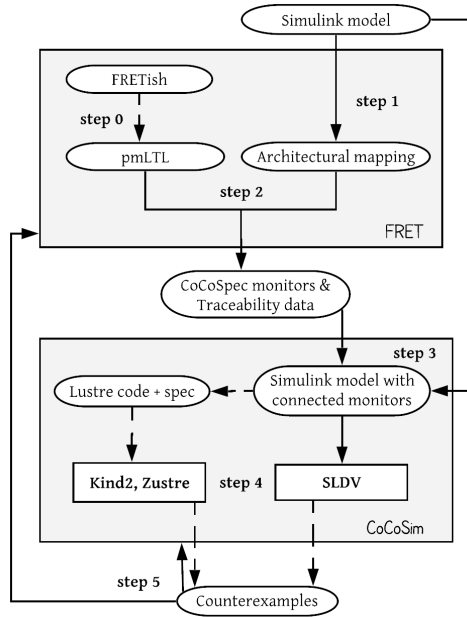 Simulink model
FRETish
step 1
step 0
pmLTL
Architectural mapping
step 2
FRET
CoCoSpec monitors &
Traceability data
step 3
Lustre code + spec
Simulink model with
connected monitors
Kind2, Zustre
step 4
SLDV
CoCoSim
step 5
Counterexamples